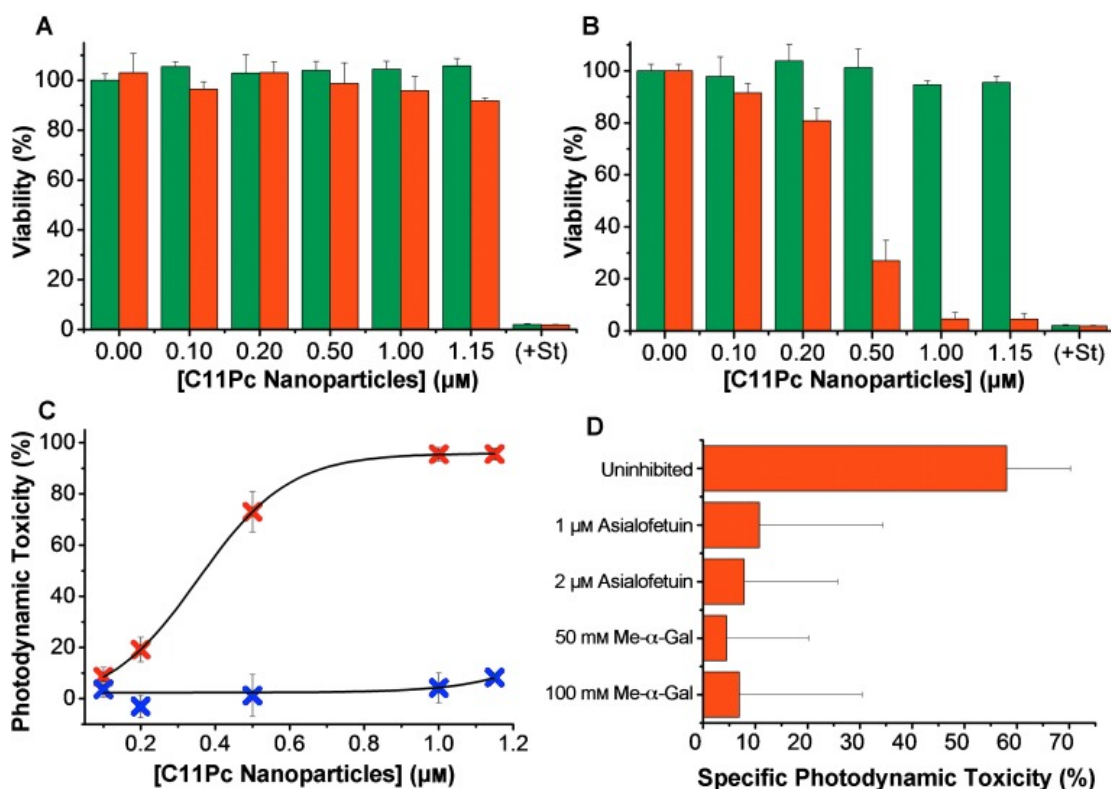 A
Viability (%)
100
80
60
40
20
0
0.00 0.10 0.20 0.50 1.00 1.15 (+St)
[C11Pc Nanoparticles] (μM)
B
Viability (%)
100
80
60
40
20
0
0.00 0.10 0.20 0.50 1.00 1.15 (+St)
[C11Pc Nanoparticles] (μM)
C
Photodynamic Toxicity (%)
100
80
60
40
20
0
0.2 0.4 0.6 0.8 1.0 1.2
[C11Pc Nanoparticles] (μM)
D
Uninhibited
1 μM Asialofetuin
2 μM Asialofetuin
50 mM Me-α-Gal
100 mM Me-α-Gal
0 10 20 30 40 50 60 70
Specific Photodynamic Toxicity (%)